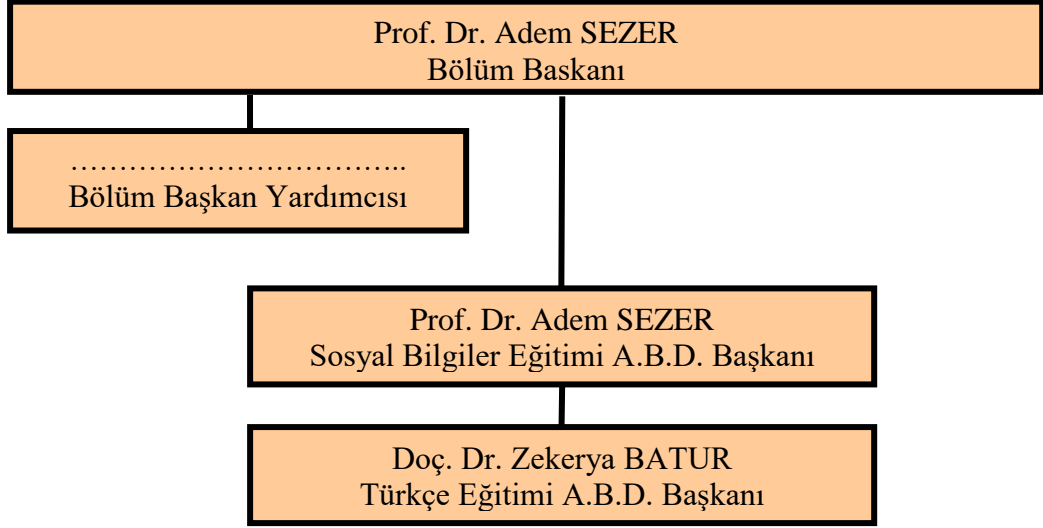 Prof. Dr. Adem SEZER
Bölüm Baskanı
………………………………..
Bölüm Başkan Yardımcısı
Prof. Dr. Adem SEZER
Sosyal Bilgiler Eğitimi A.B.D. Başkanı
Doç. Dr. Zekerya BATUR
Türkçe Eğitimi A.B.D. Başkanı